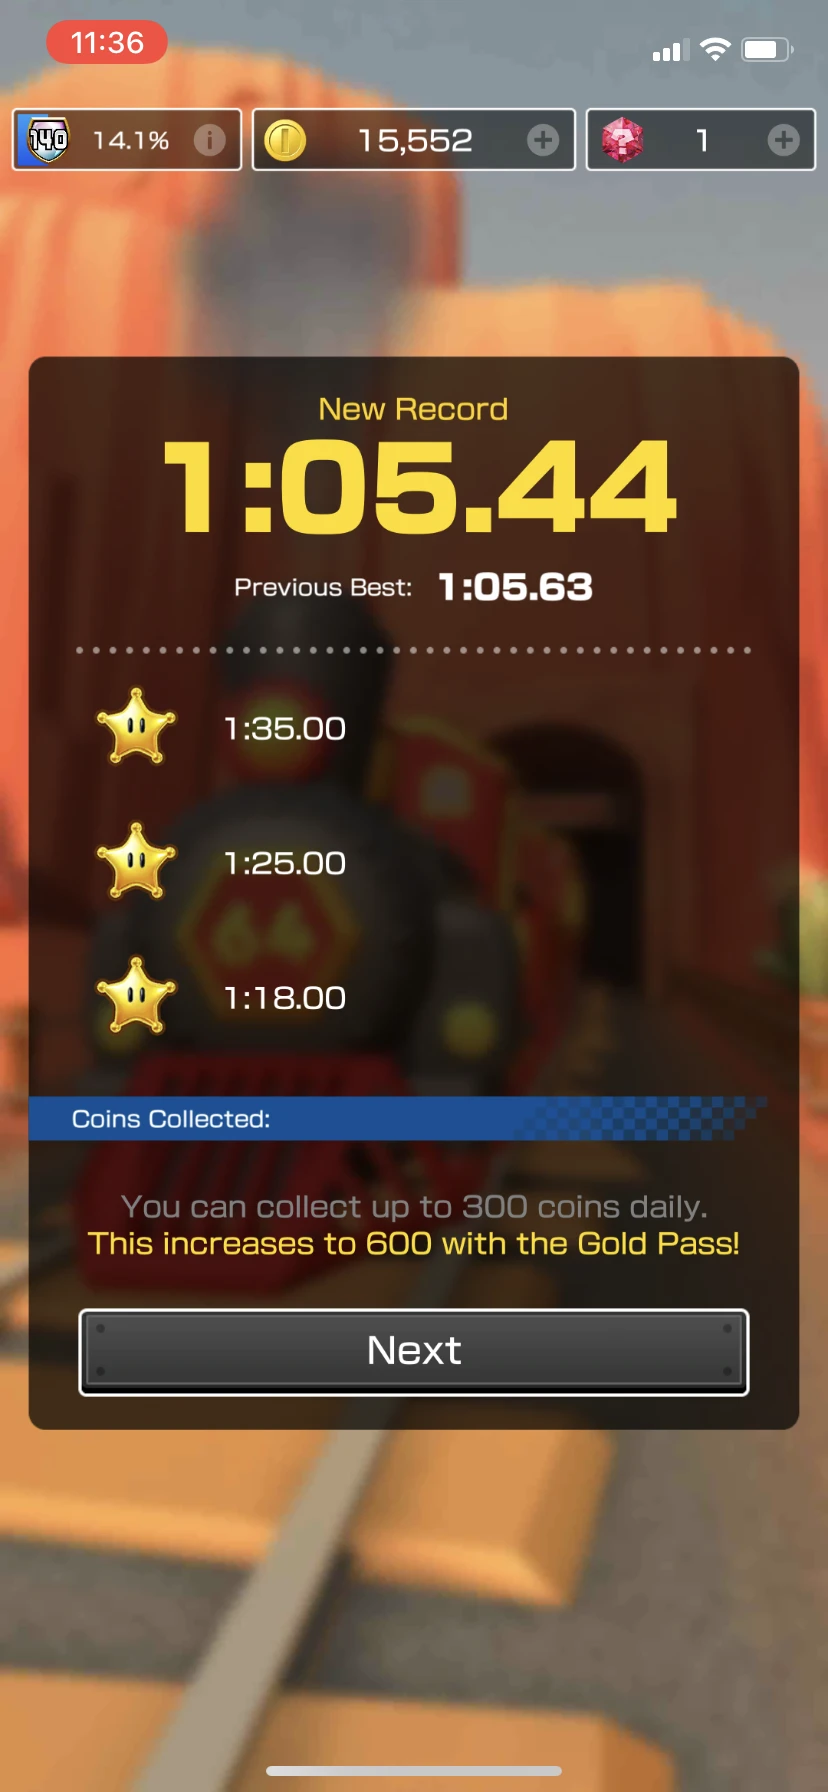 11:36
140 14.1% i 15,552 + ? 1 +
New Record
1:05.44
Previous Best: 1:05.63
1:35.00
1:25.00
64
1:18.00
Coins Collected:
You can collect up to 300 coins daily.
This increases to 600 with the Gold Pass!
Next